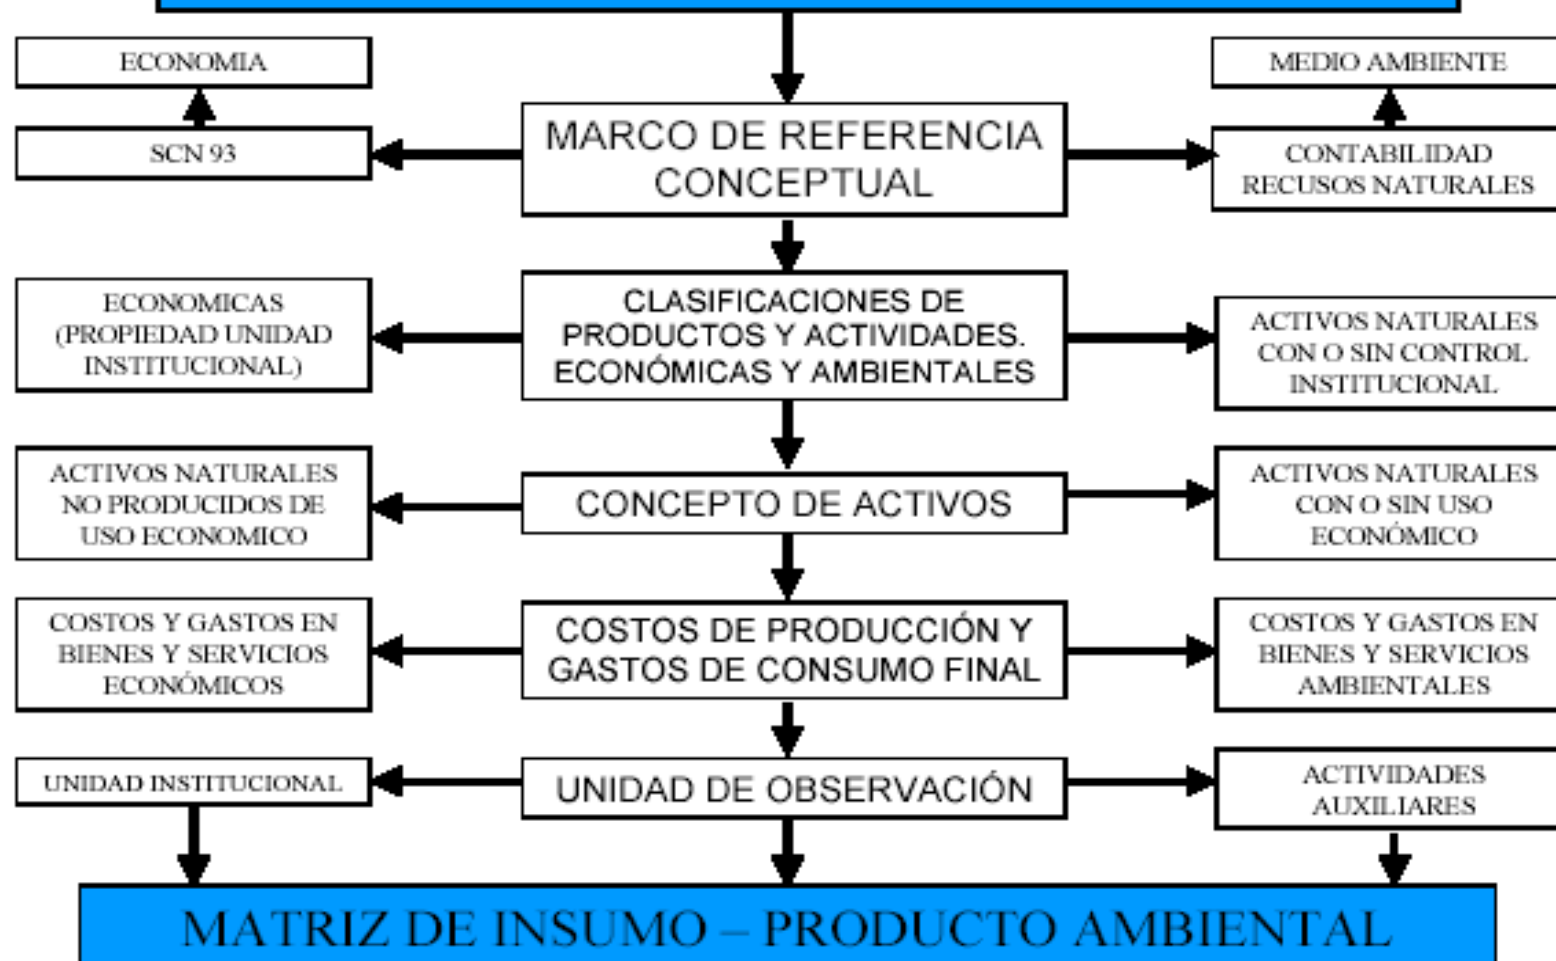 ECONOMIA
MEDIO AMBIENTE
SCN 93
MARCO DE REFERENCIA
CONCEPTUAL
CONTABILIDAD
RECUSOS NATURALES
ECONOMICAS
(PROPIEDAD UNIDAD
INSTITUCIONAL)
CLASIFICACIONES DE
PRODUCTOS Y ACTIVIDADES.
ECONÓMICAS Y AMBIENTALES
ACTIVOS NATURALES
CON O SIN CONTROL
INSTITUCIONAL
ACTIVOS NATURALES
NO PRODUCIDOS DE
USO ECONOMICO
CONCEPTO DE ACTIVOS
ACTIVOS NATURALES
CON O SIN USO
ECONÓMICO
COSTOS Y GASTOS EN
BIENES Y SERVICIOS
ECONÓMICOS
COSTOS DE PRODUCCIÓN Y
GASTOS DE CONSUMO FINAL
COSTOS Y GASTOS EN
BIENES Y SERVICIOS
AMBIENTALES
UNIDAD INSTITUCIONAL
UNIDAD DE OBSERVACIÓN
ACTIVIDADES
AUXILIARES
MATRIZ DE INSUMO – PRODUCTO AMBIENTAL